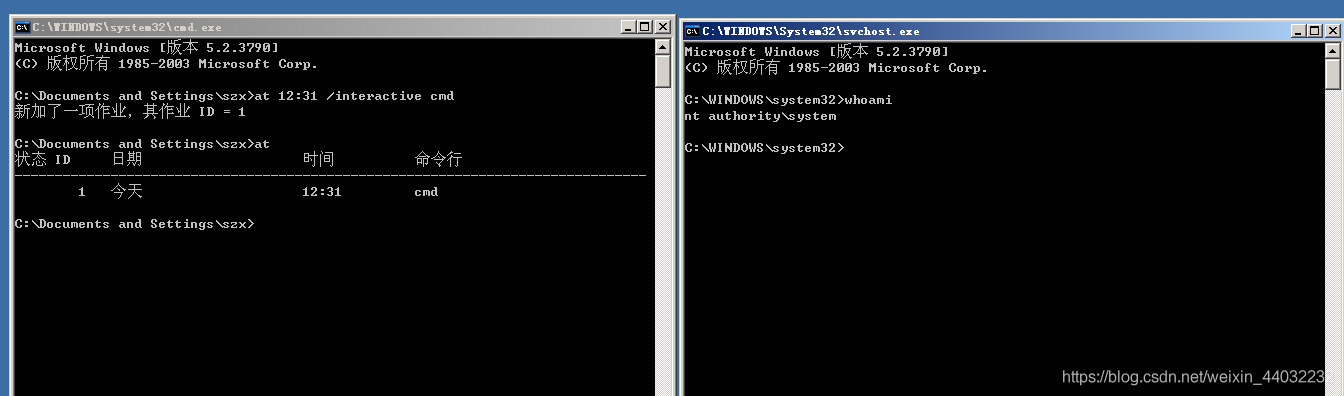 C:\WINDOWS\system32\cmd.exe
Microsoft Windows [版本 5.2.3790]
(C) 版权所有 1985-2003 Microsoft Corp.
C:\Documents and Settings\szx>at 12:31 /interactive cmd
新加了一项作业，其作业 ID = 1
C:\Documents and Settings\szx>at
状态 ID 日期 时间 命令行
-------------------------------------------------------------------------------
1 今天 12:31 cmd
C:\Documents and Settings\szx>
C:\WINDOWS\System32\svchost.exe
Microsoft Windows [版本 5.2.3790]
(C) 版权所有 1985-2003 Microsoft Corp.
C:\WINDOWS\system32>whoami
nt authority\system
C:\WINDOWS\system32>
https://blog.csdn.net/weixin_4403223